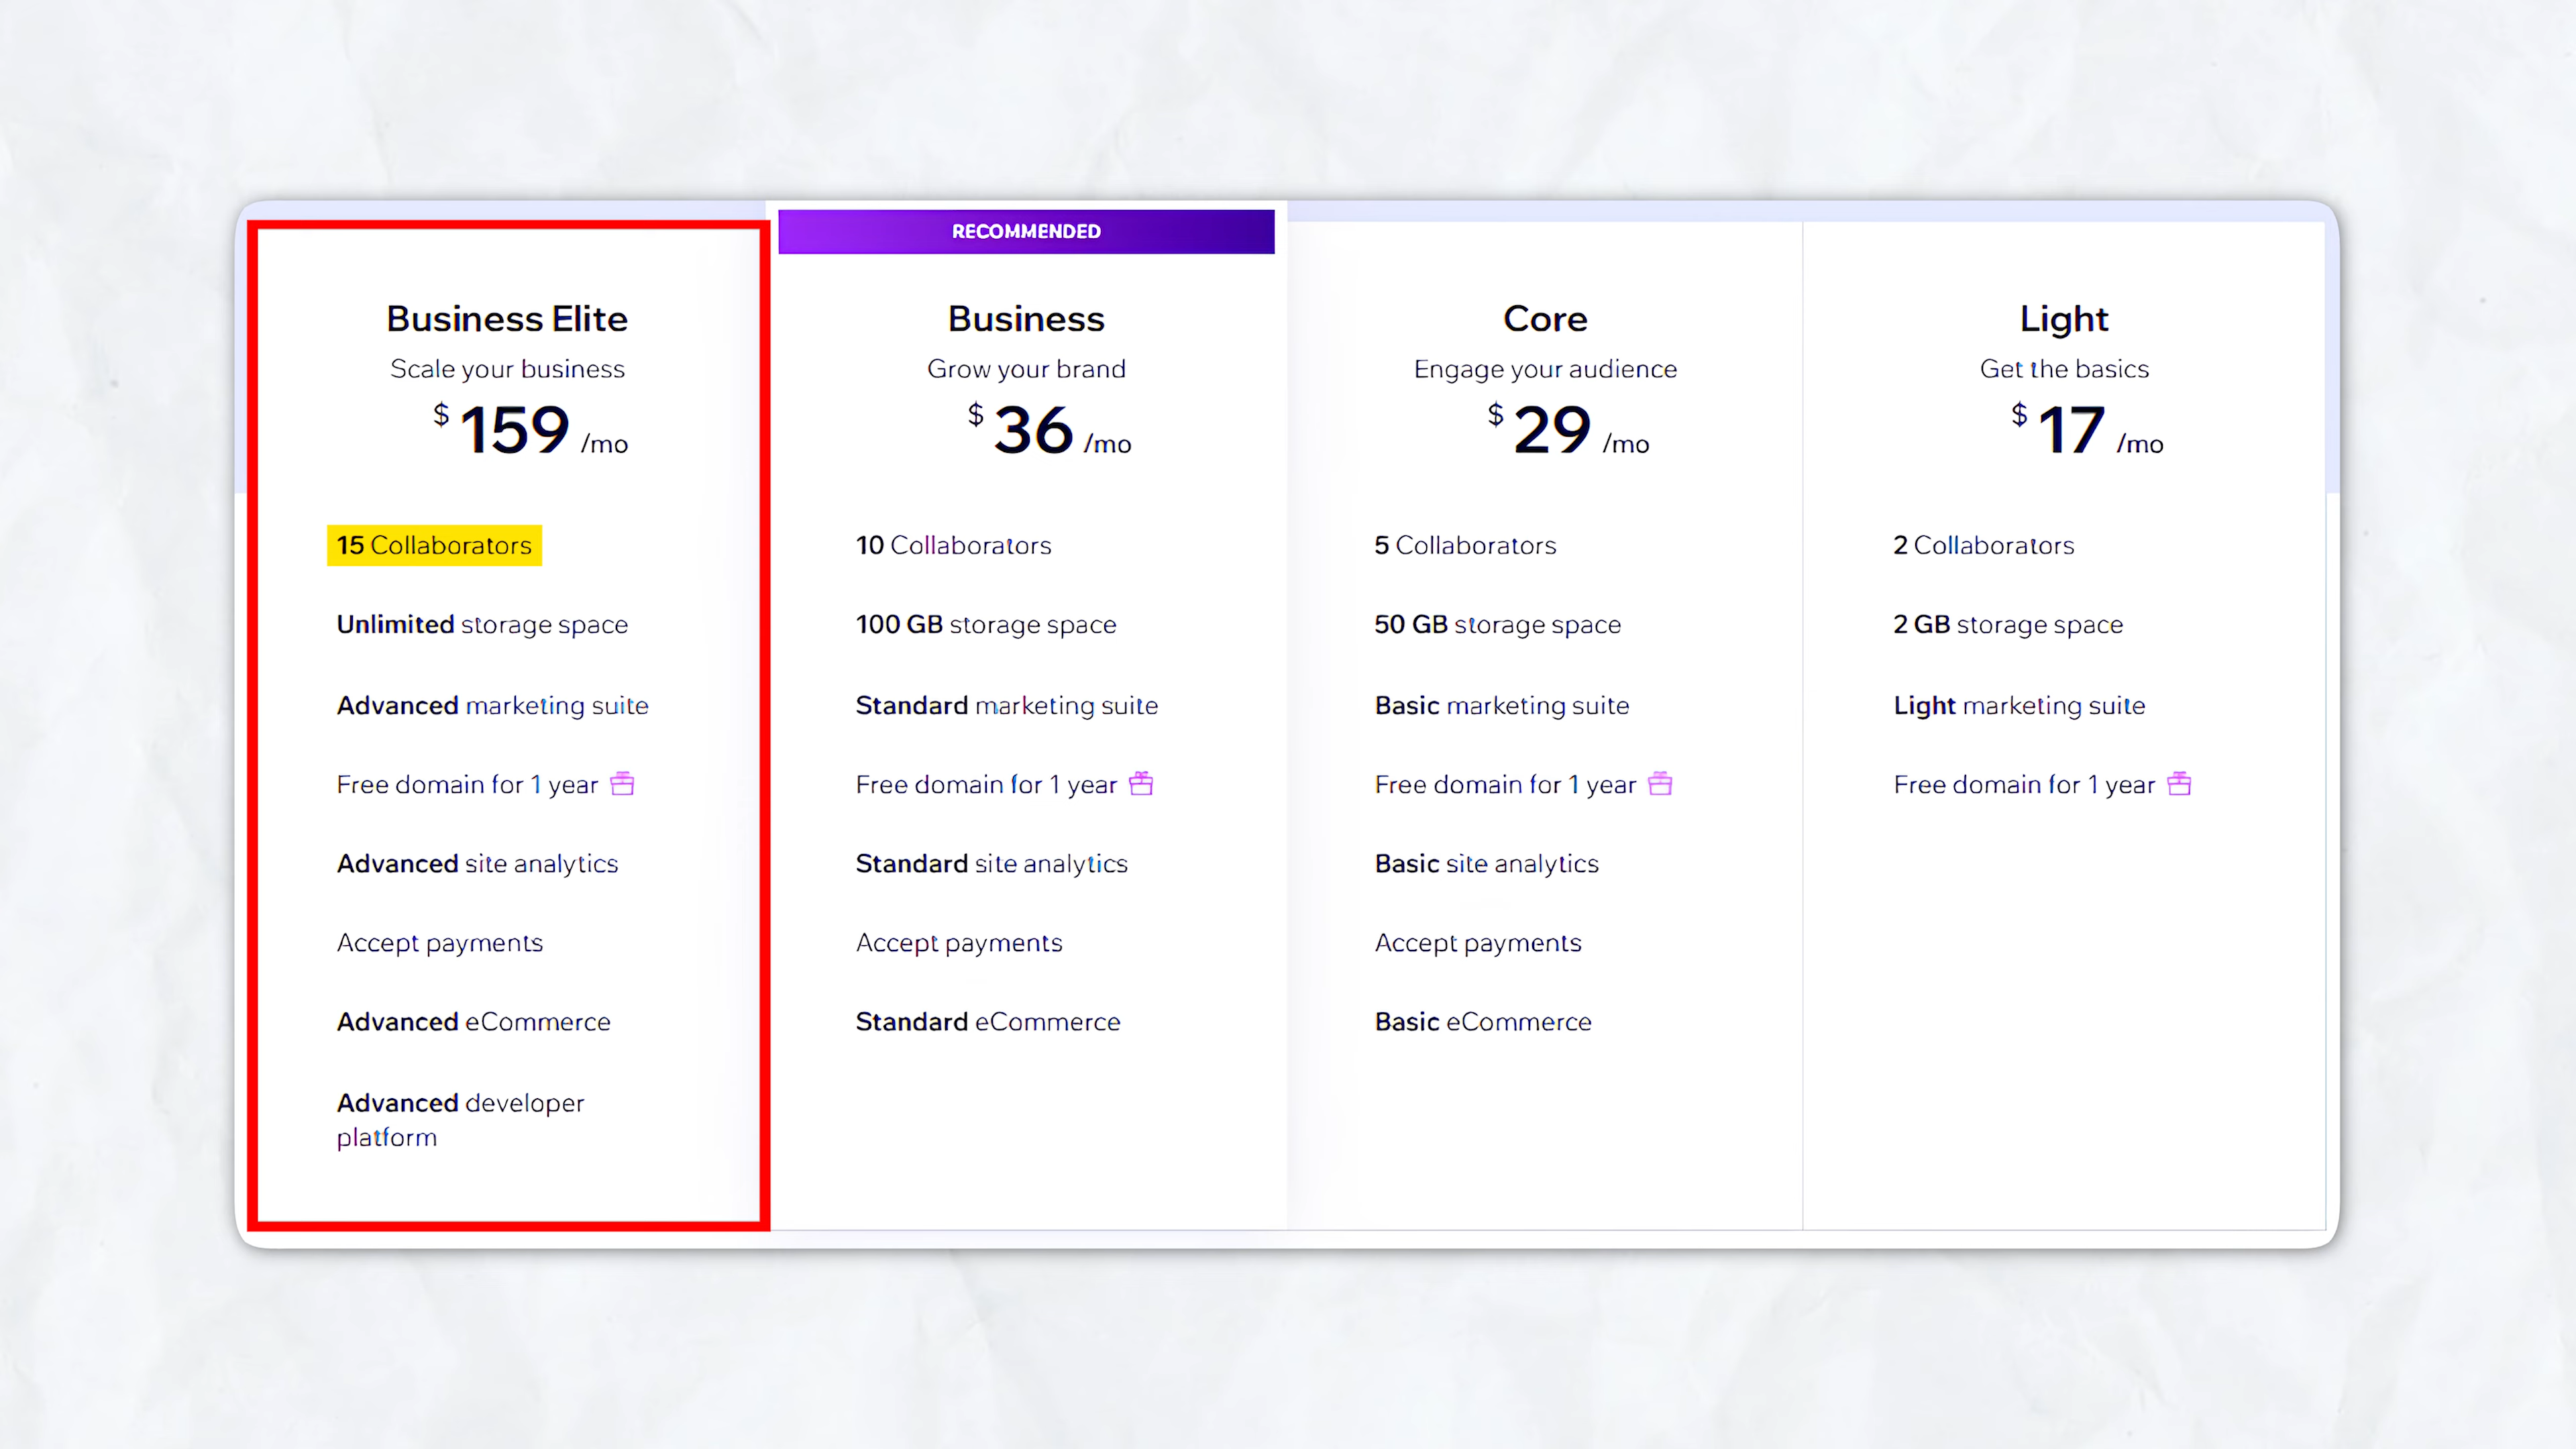 Business Elite
Scale your business
$ 159 /mo
15 Collaborators
Unlimited storage space
Advanced marketing suite
Free domain for 1 year
Advanced site analytics
Accept payments
Advanced eCommerce
Advanced developer
platform
RECOMMENDED
Business
Grow your brand
$ 36 /mo
10 Collaborators
100 GB storage space
Standard marketing suite
Free domain for 1 year
Standard site analytics
Accept payments
Standard eCommerce
Core
Engage your audience
$ 29 /mo
5 Collaborators
50 GB storage space
Basic marketing suite
Free domain for 1 year
Basic site analytics
Accept payments
Basic eCommerce
Light
Get the basics
$ 17 /mo
2 Collaborators
2 GB storage space
Light marketing suite
Free domain for 1 year